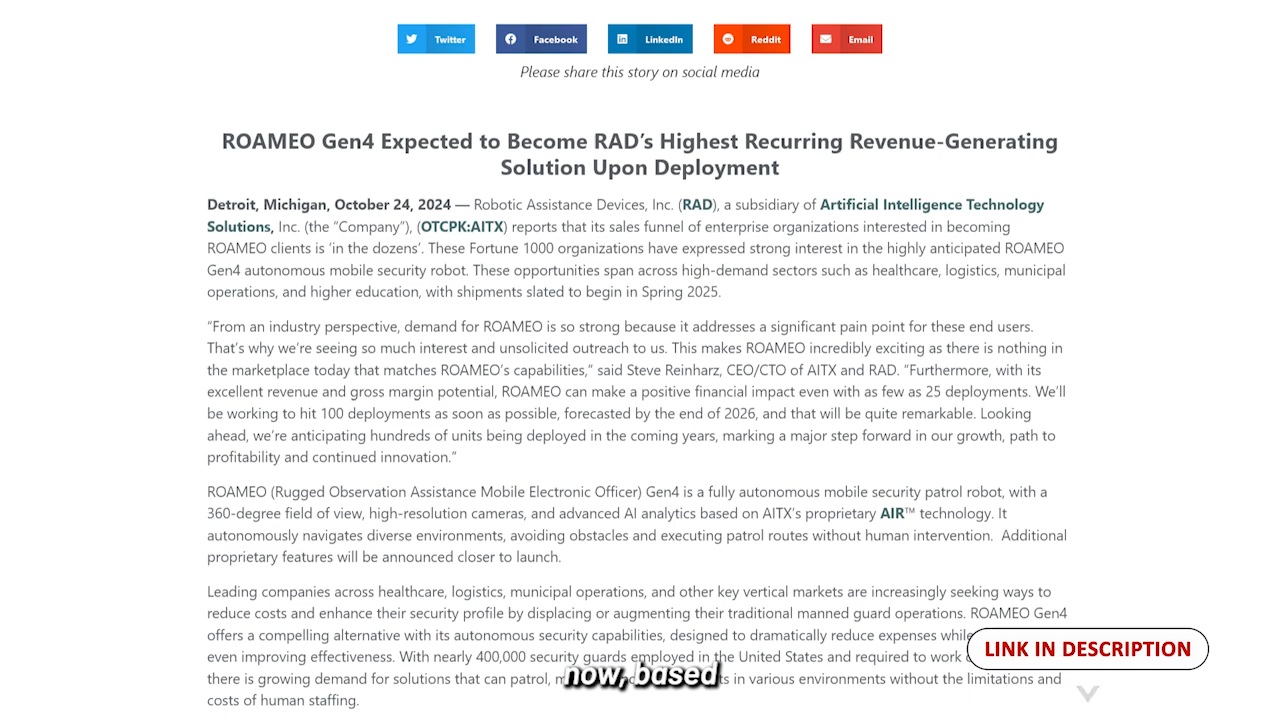 Twitter
Facebook
LinkedIn
Reddit
Email
Please share this story on social media
ROAMEO Gen4 Expected to Become RAD’s Highest Recurring Revenue-Generating
Solution Upon Deployment
Detroit, Michigan, October 24, 2024 — Robotic Assistance Devices, Inc. (RAD), a subsidiary of Artificial Intelligence Technology
Solutions, Inc. (the “Company”), (OTCPK:AITX) reports that its sales funnel of enterprise organizations interested in becoming
ROAMEO clients is ‘in the dozens’. These Fortune 1000 organizations have expressed strong interest in the highly anticipated ROAMEO
Gen4 autonomous mobile security robot. These opportunities span across high-demand sectors such as healthcare, logistics, municipal
operations, and higher education, with shipments slated to begin in Spring 2025.
“From an industry perspective, demand for ROAMEO is so strong because it addresses a significant pain point for these end users.
That’s why we’re seeing so much interest and unsolicited outreach to us. This makes ROAMEO incredibly exciting as there is nothing in
the marketplace today that matches ROAMEO’s capabilities,” said Steve Reinharz, CEO/CTO of AITX and RAD. “Furthermore, with its
excellent revenue and gross margin potential, ROAMEO can make a positive financial impact even with as few as 25 deployments. We’ll
be working to hit 100 deployments as soon as possible, forecasted by the end of 2026, and that will be quite remarkable. Looking
ahead, we’re anticipating hundreds of units being deployed in the coming years, marking a major step forward in our growth, path to
profitability and continued innovation.”
ROAMEO (Rugged Observation Assistance Mobile Electronic Officer) Gen4 is a fully autonomous mobile security patrol robot, with a
360-degree field of view, high-resolution cameras, and advanced AI analytics based on AITX’s proprietary AIR™ technology. It
autonomously navigates diverse environments, avoiding obstacles and executing patrol routes without human intervention. Additional
proprietary features will be announced closer to launch.
Leading companies across healthcare, logistics, municipal operations, and other key vertical markets are increasingly seeking ways to
reduce costs and enhance their security profile by displacing or augmenting their traditional manned guard operations. ROAMEO Gen4
offers a compelling alternative with its autonomous security capabilities, designed to dramatically reduce expenses while
even improving effectiveness. With nearly 400,000 security guards employed in the United States and required to work
LINK IN DESCRIPTION
there is growing demand for solutions that can patrol, in various environments without the limitations and
now, based
costs of human staffing.